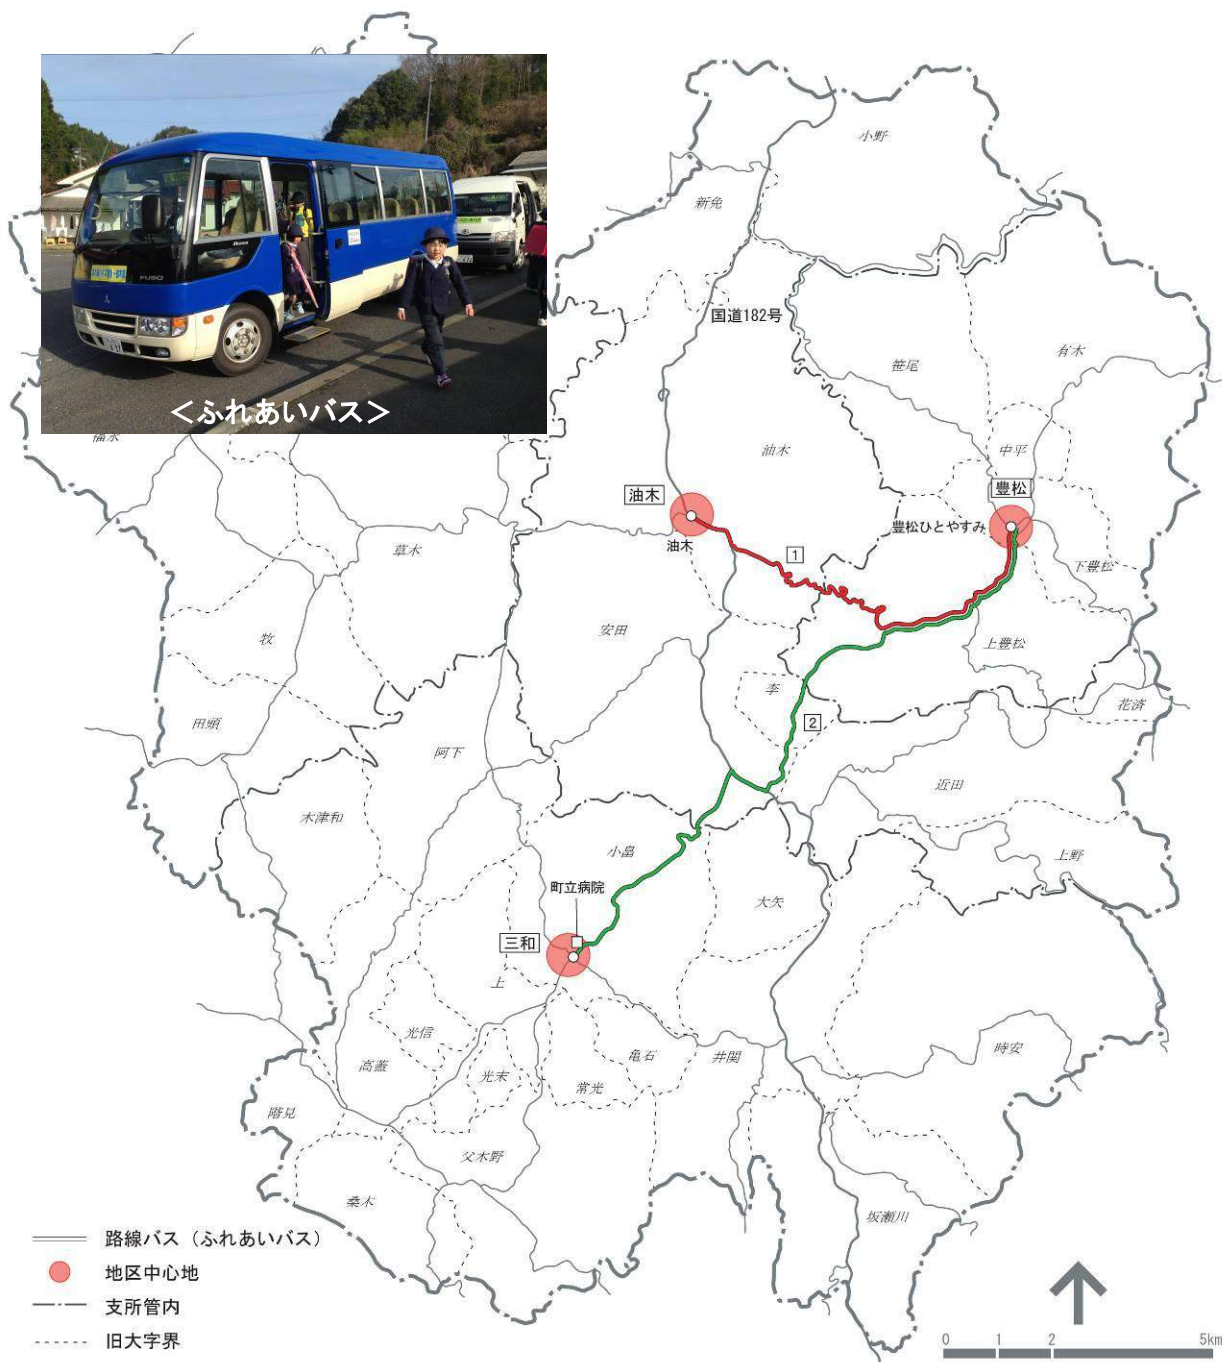 小野
新免
国道182号
笹尾
有木
FUSO
<ふれあいバス>
油木
中平
油木
豊松
豊松ひとやすみ
草木
油木
1
下豊松
牧
安田
上豊松
李
花済
田頭
2
阿下
近田
木津和
小畠
上野
町立病院
大矢
三和
上
光信
亀石
井関
時安
高蓋
光末
常光
階見
父木野
桑木
坂瀬川
路線バス（ふれあいバス）
地区中心地
支所管内
旧大字界
0 1 2 5km